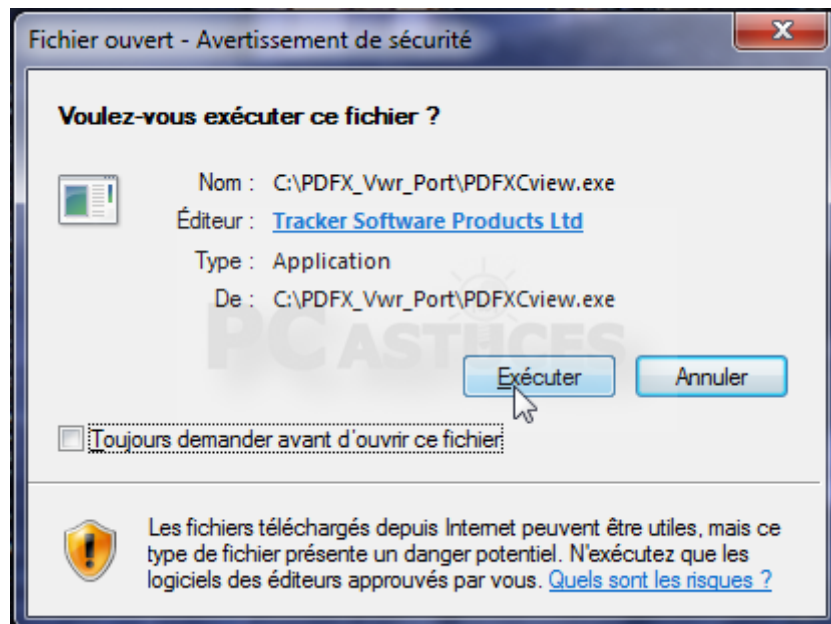 Fichier ouvert - Avertissement de sécurité
x
Voulez-vous exécuter ce fichier ?
Nom : C:\PDFX_Vwr_Port\PDFXCview.exe
Éditeur : Tracker Software Products Ltd
Type : Application
De : C:\PDFX_Vwr_Port\PDFXCview.exe
PC ASTUCES
Exécuter Annuler
Toujours demander avant d'ouvrir ce fichier
Les fichiers téléchargés depuis Internet peuvent être utiles, mais ce
type de fichier présente un danger potentiel. N'exécutez que les
logiciels des éditeurs approuvés par vous. Quels sont les risques ?